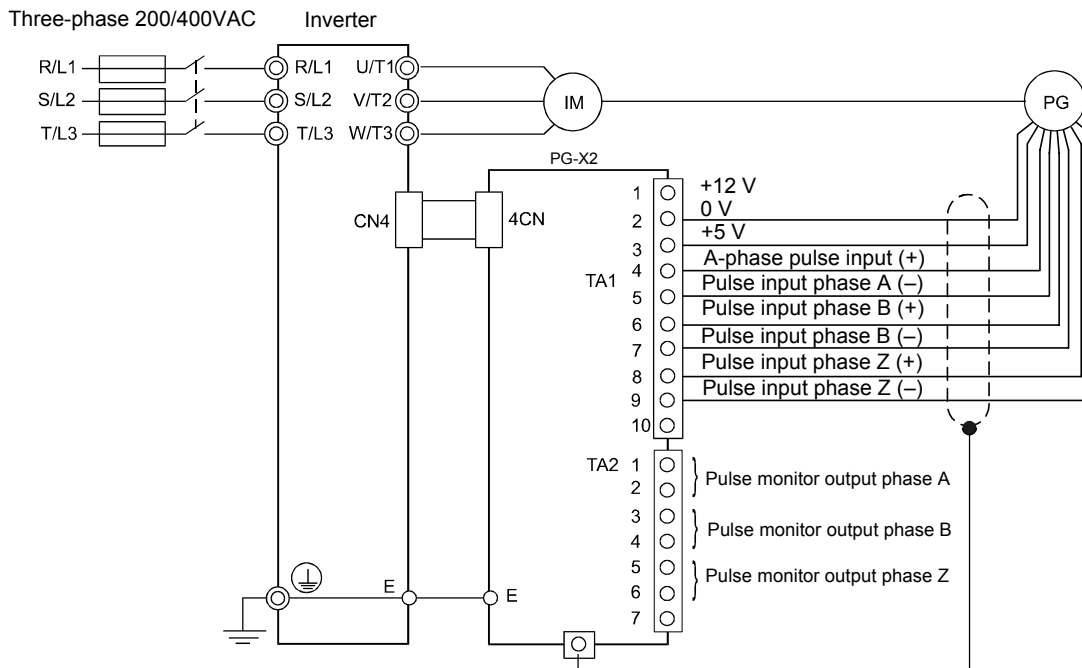 Three-phase 200/400VAC Inverter
R/L1 R/L1 U/T1
S/L2 S/L2 V/T2 IM PG
T/L3 T/L3 W/T3
PG-X2
1 +12 V
CN4 4CN 2 0 V
3 +5 V
TA1 4 A-phase pulse input (+)
5 Pulse input phase A (–)
6 Pulse input phase B (+)
7 Pulse input phase B (–)
8 Pulse input phase Z (+)
9 Pulse input phase Z (–)
10
TA2 1
2 Pulse monitor output phase A
3
4 Pulse monitor output phase B
5
6 Pulse monitor output phase Z
7
E E